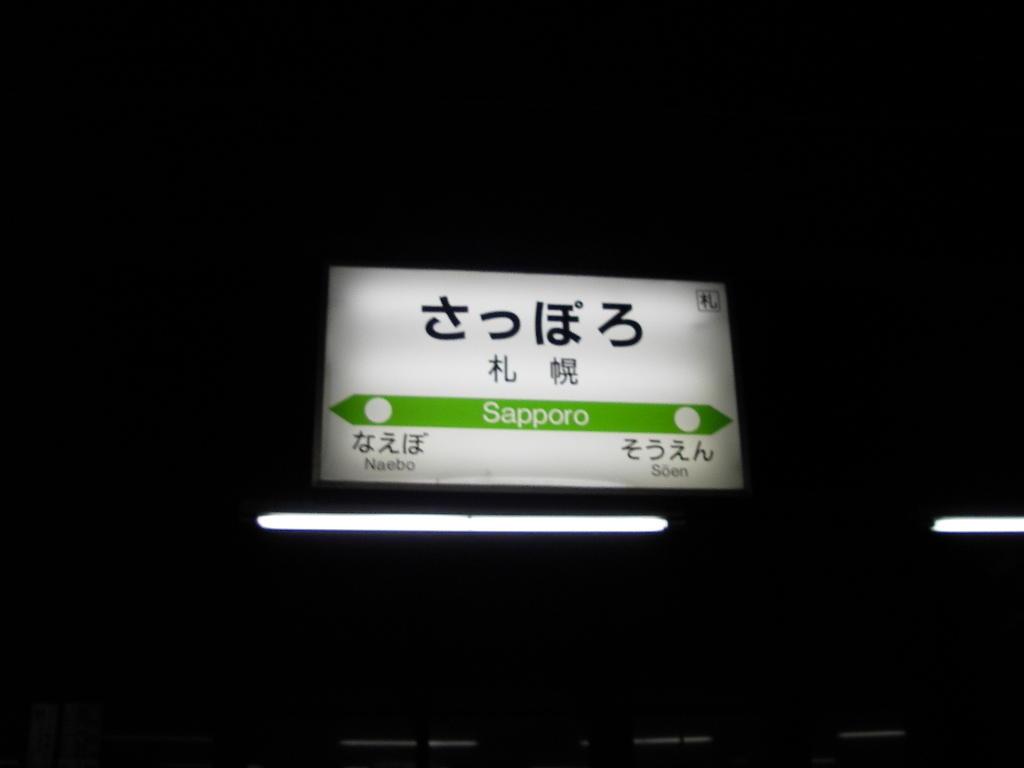 札
さっぽろ
札幌
Sapporo
なえぼ そうえん
Naebo Sōen